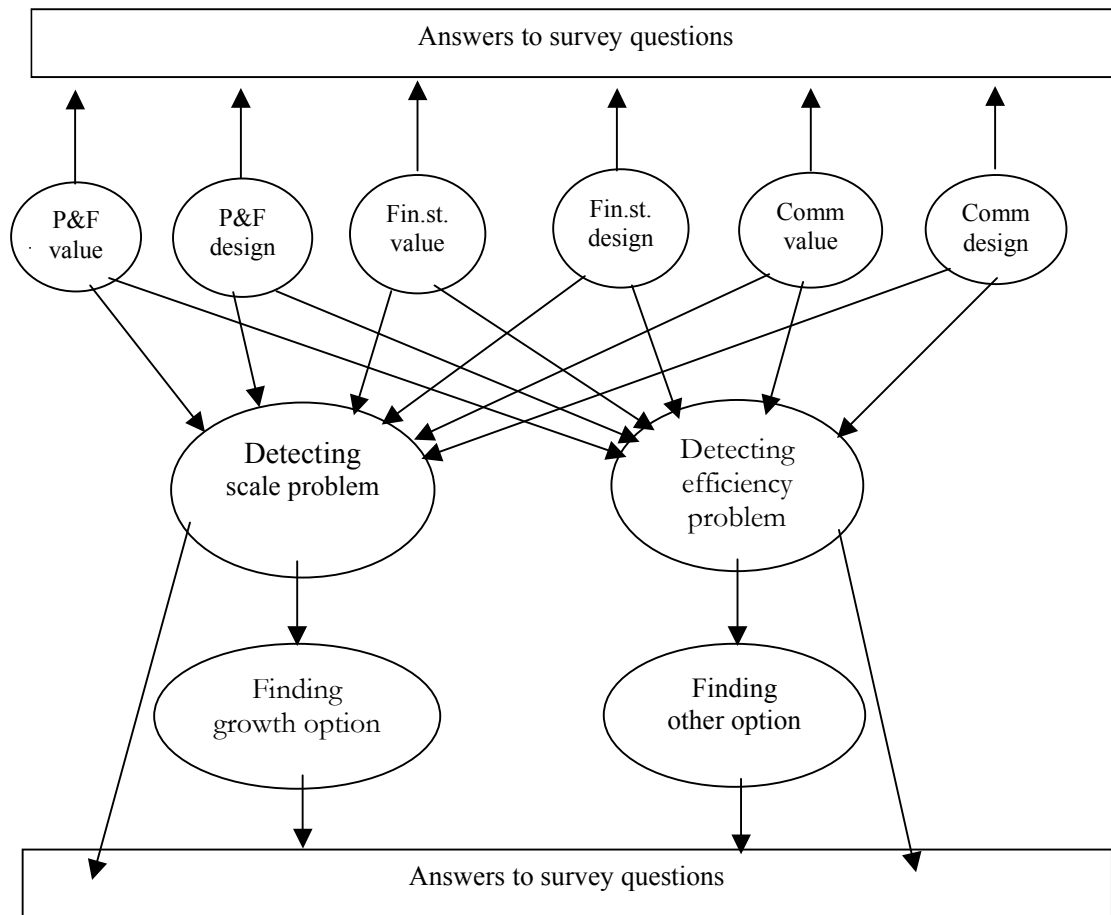 Answers to survey questions
P&F
value
P&F
design
Fin.st.
value
Fin.st.
design
Comm
value
Comm
design
Detecting
scale problem
Detecting
efficiency
problem
Finding
growth option
Finding
other option
Answers to survey questions